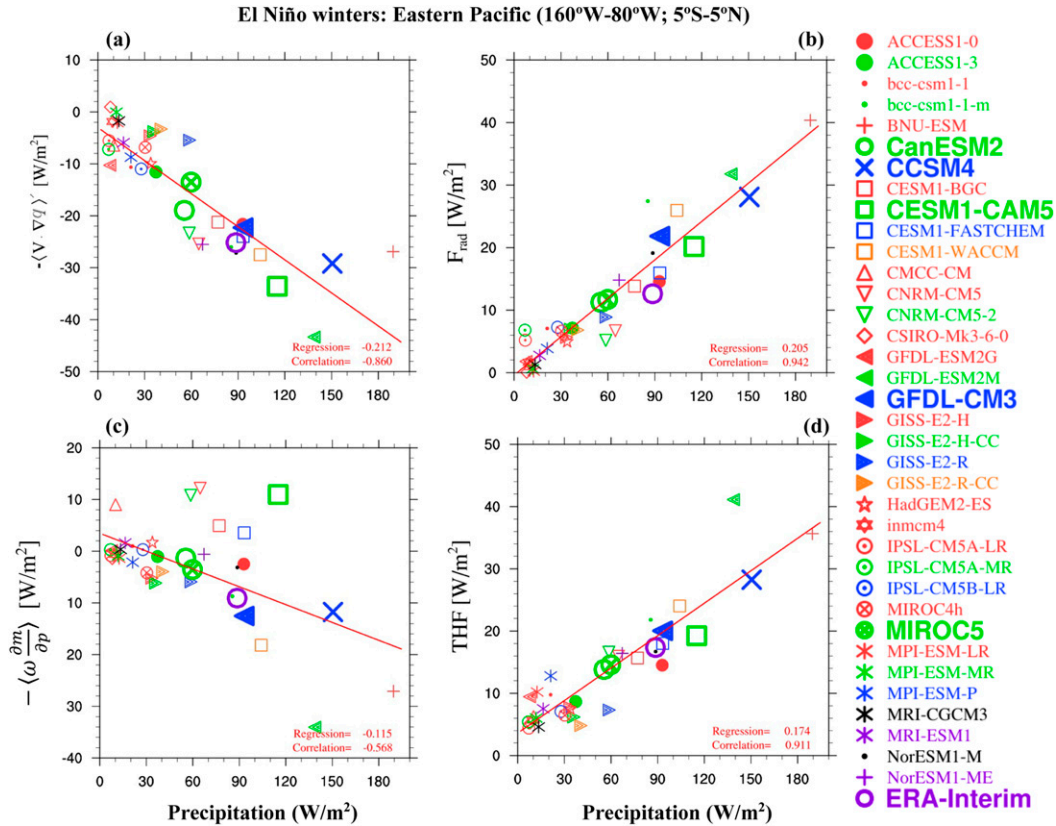 El Niño winters: Eastern Pacific (160°W-80°W; 5°S-5°N)
(a)
-⟨V · ∇q⟩´ [W/m²]
10
0
-10
-20
-30
-40
-50
0 30 60 90 120 150 180
Regression= -0.212
Correlation= -0.860
(b)
F_rad [W/m²]
50
40
30
20
10
0
0 30 60 90 120 150 180
Regression= 0.205
Correlation= 0.942
(c)
− ⟨ω ∂m/∂p⟩ [W/m²]
20
10
0
10
20
30
40
0 30 60 90 120 150 180
Regression= -0.115
Correlation= -0.568
Precipitation (W/m²)
(d)
THF [W/m²]
50
40
30
20
10
0
0 30 60 90 120 150 180
Regression= 0.174
Correlation= 0.911
Precipitation (W/m²)
ACCESS1-0
ACCESS1-3
bcc-csm1-1
bcc-csm1-1-m
BNU-ESM
CanESM2
CCSM4
CESM1-BGC
CESM1-CAM5
CESM1-FASTCHEM
CESM1-WACCM
CMCC-CM
CNRM-CM5
CNRM-CM5-2
CSIRO-Mk3-6-0
GFDL-ESM2G
GFDL-ESM2M
GFDL-CM3
GISS-E2-H
GISS-E2-H-CC
GISS-E2-R
GISS-E2-R-CC
HadGEM2-ES
inmcm4
IPSL-CM5A-LR
IPSL-CM5A-MR
IPSL-CM5B-LR
MIROC4h
MIROC5
MPI-ESM-LR
MPI-ESM-MR
MPI-ESM-P
MRI-CGCM3
MRI-ESM1
NorESM1-M
NorESM1-ME
ERA-Interim